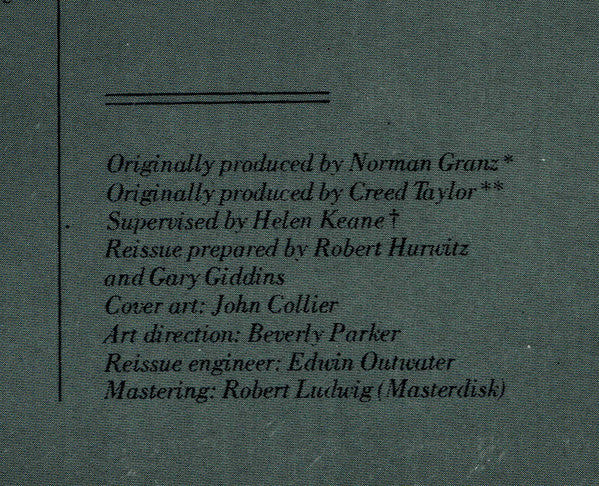 Originally produced by Norman Granz*
Originally produced by Creed Taylor**
Supervised by Helen Keane†
Reissue prepared by Robert Hurwitz
and Gary Giddins
Cover art: John Collier
Art direction: Beverly Parker
Reissue engineer: Edwin Outwater
Mastering: Robert Ludwig (Masterdisk)